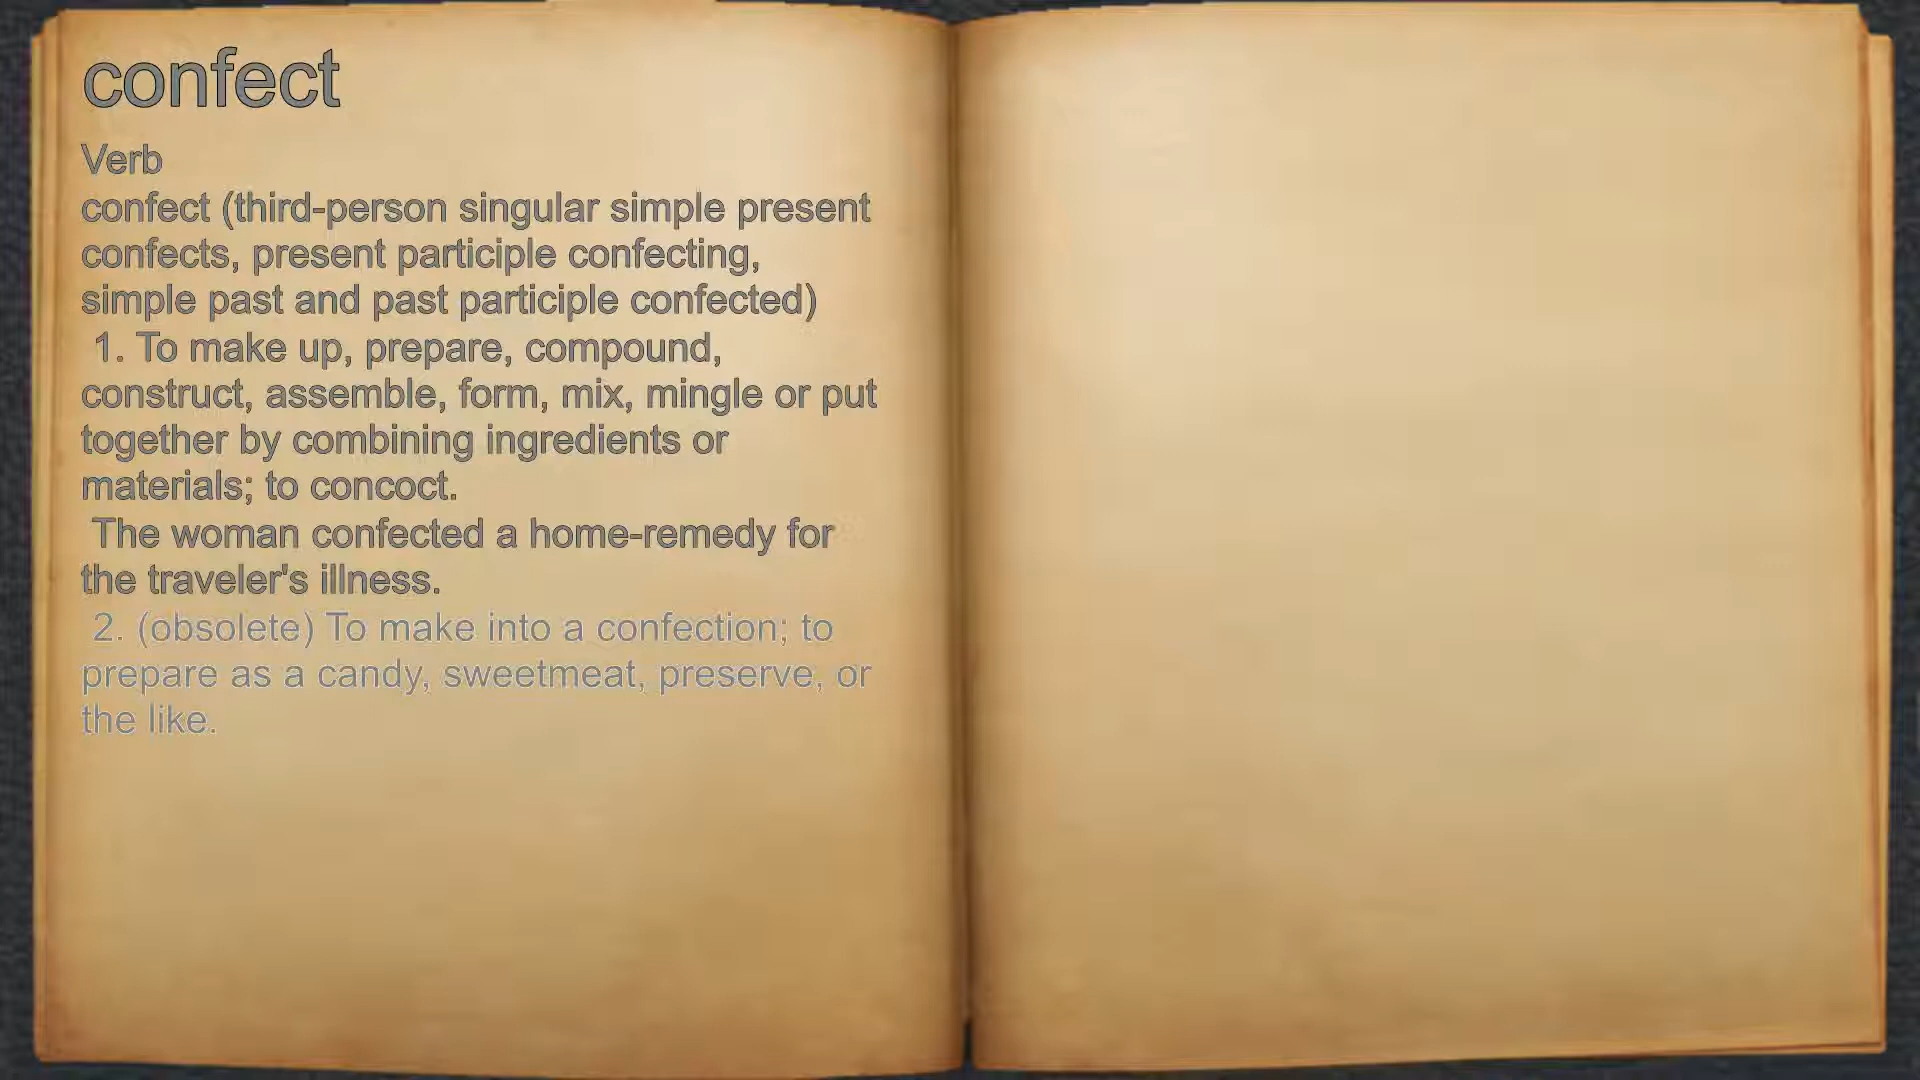 confect
Verb
confect (third-person singular simple present
confects, present participle confecting,
simple past and past participle confected)
1. To make up, prepare, compound,
construct, assemble, form, mix, mingle or put
together by combining ingredients or
materials; to concoct.
The woman confected a home-remedy for
the traveler's illness.
2. (obsolete) To make into a confection; to
prepare as a candy, sweetmeat, preserve, or
the like.